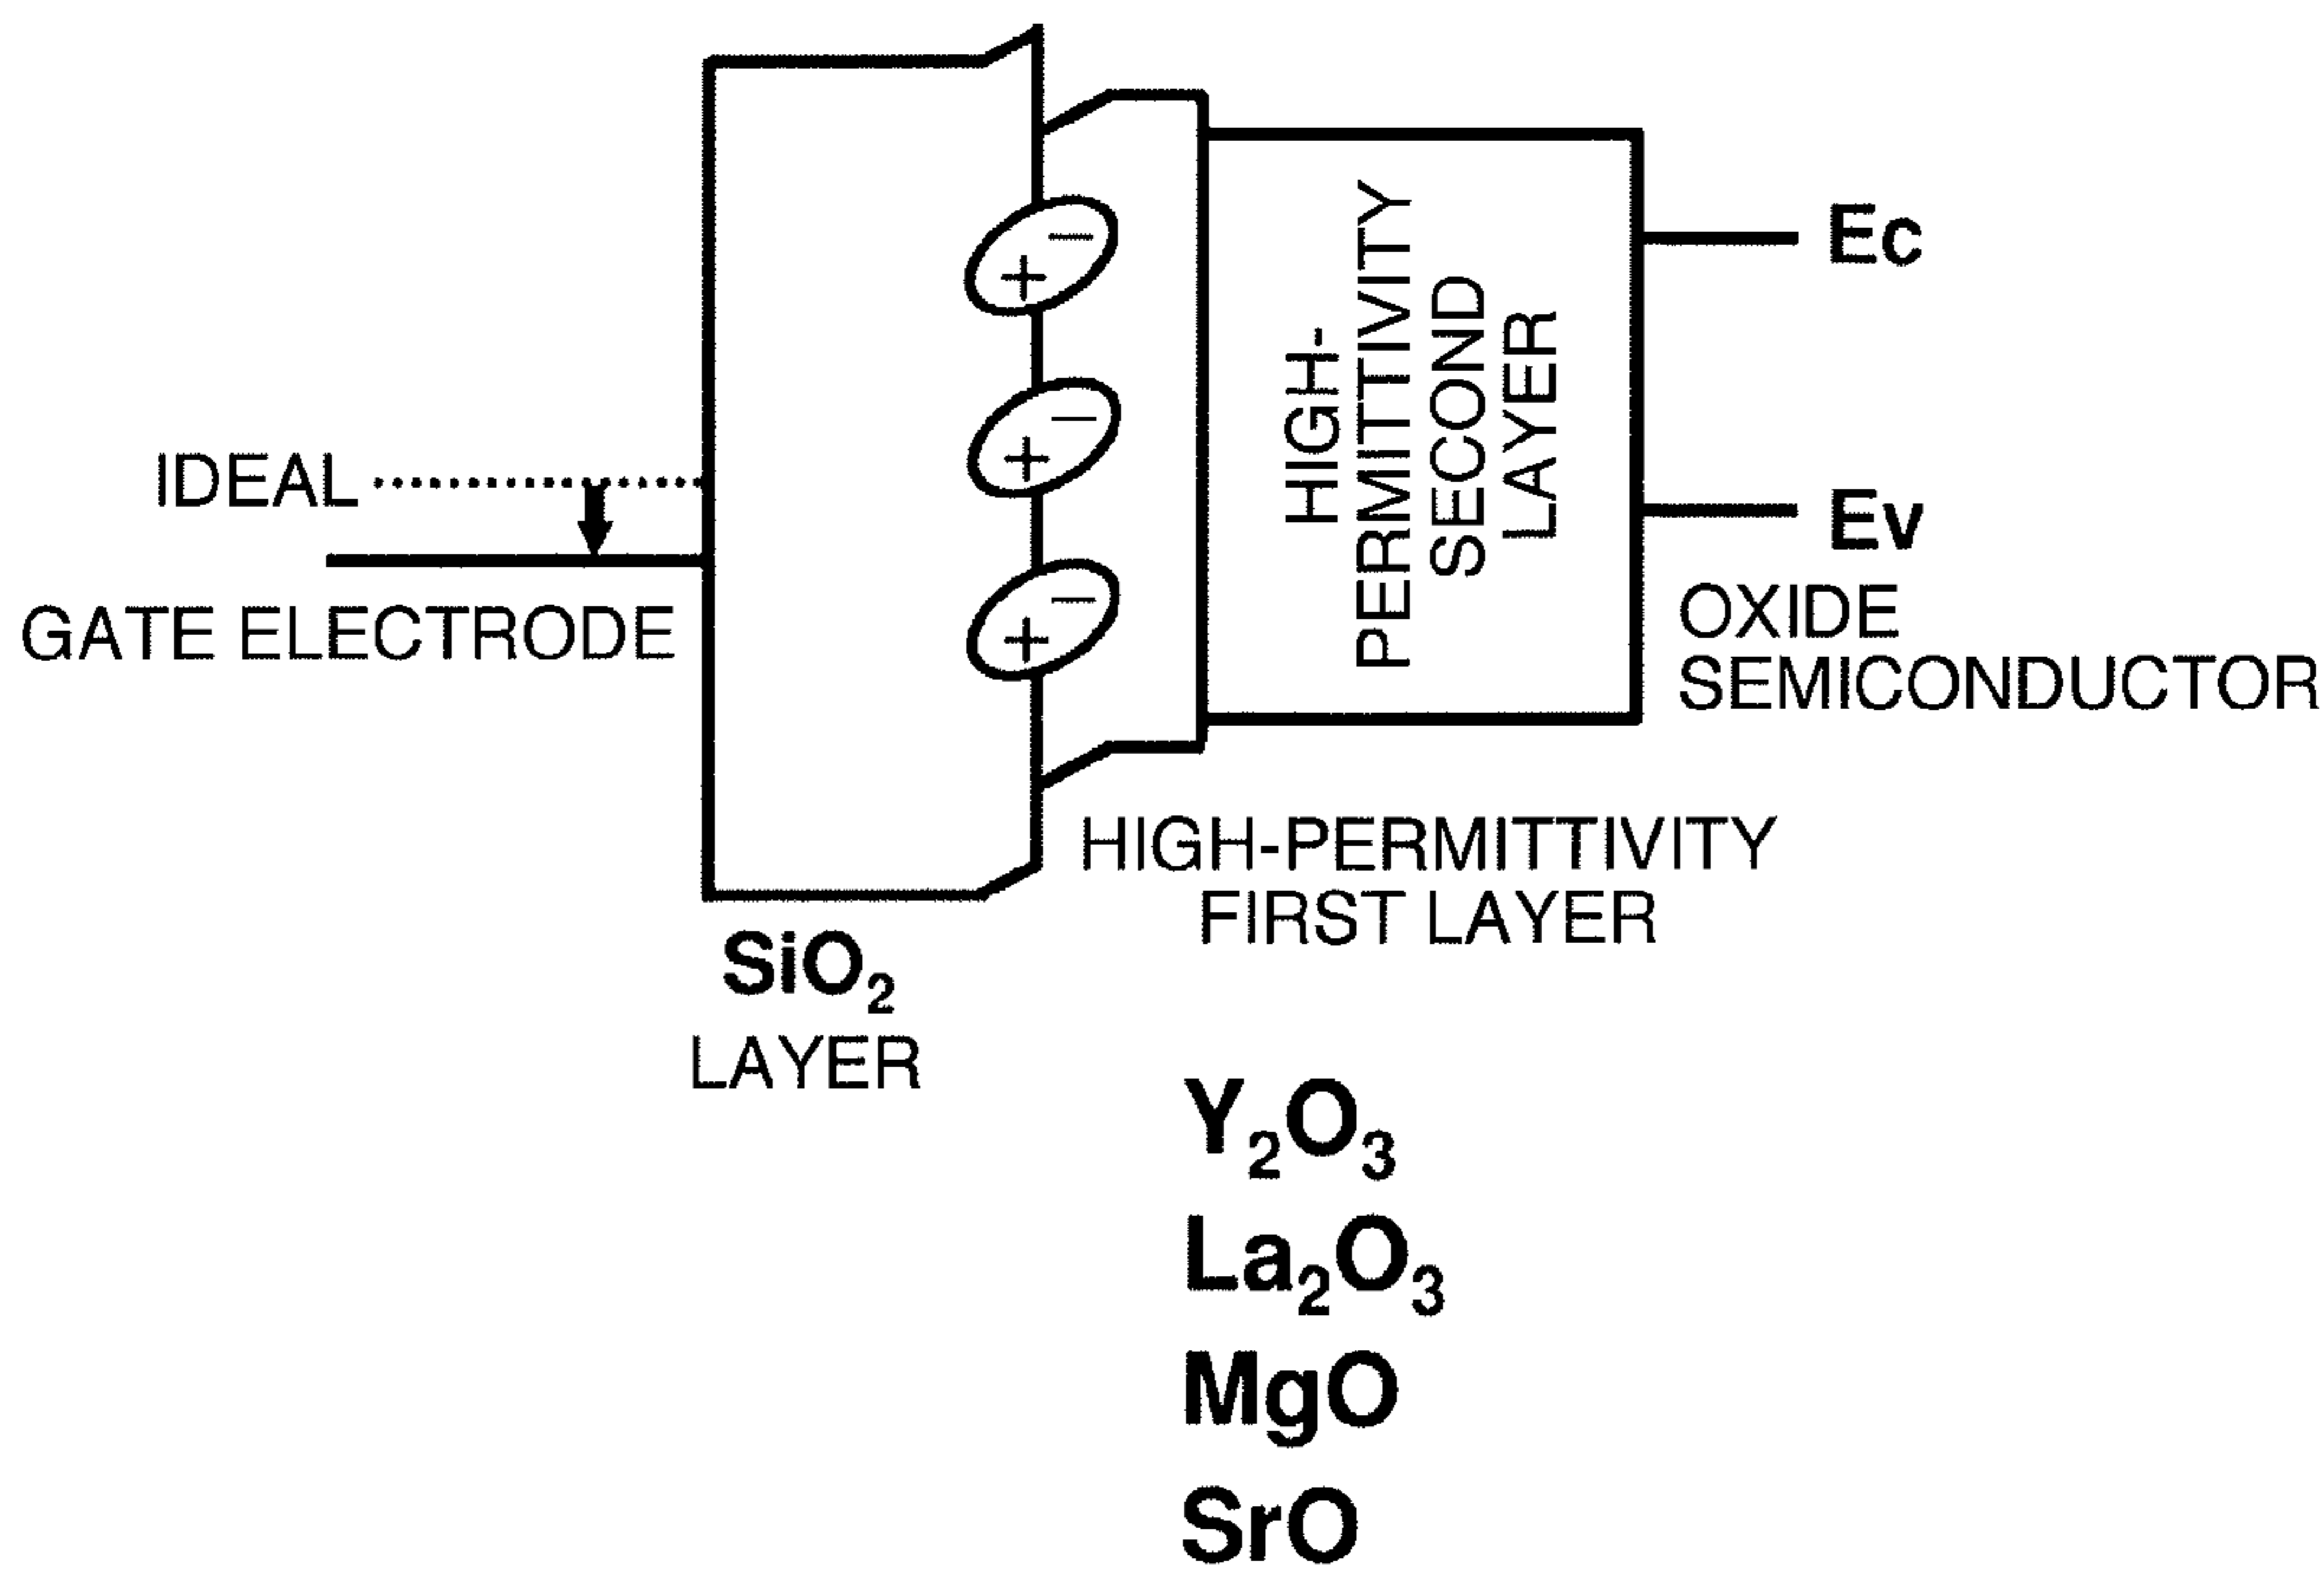 IDEAL
GATE ELECTRODE
+ −
+ −
+ −
HIGH-
PERMITTIVITY
SECOND
LAYER
Ec
Ev
OXIDE
SEMICONDUCTOR
HIGH-PERMITTIVITY
FIRST LAYER
SiO₂
LAYER
Y₂O₃
La₂O₃
MgO
SrO